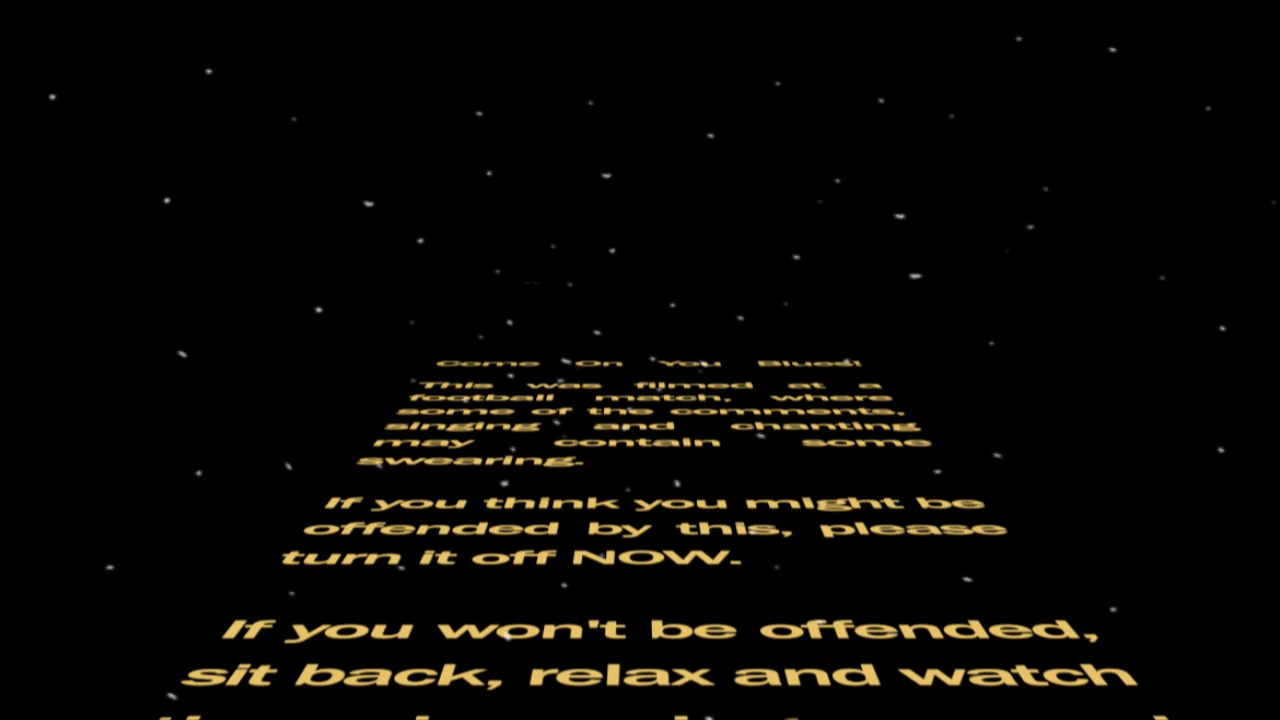 Come On You Blues!
This was filmed at a
football match, where
some of the comments,
singing and chanting
may contain some
swearing.
If you think you might be
offended by this, please
turn it off NOW.
If you won't be offended,
sit back, relax and watch